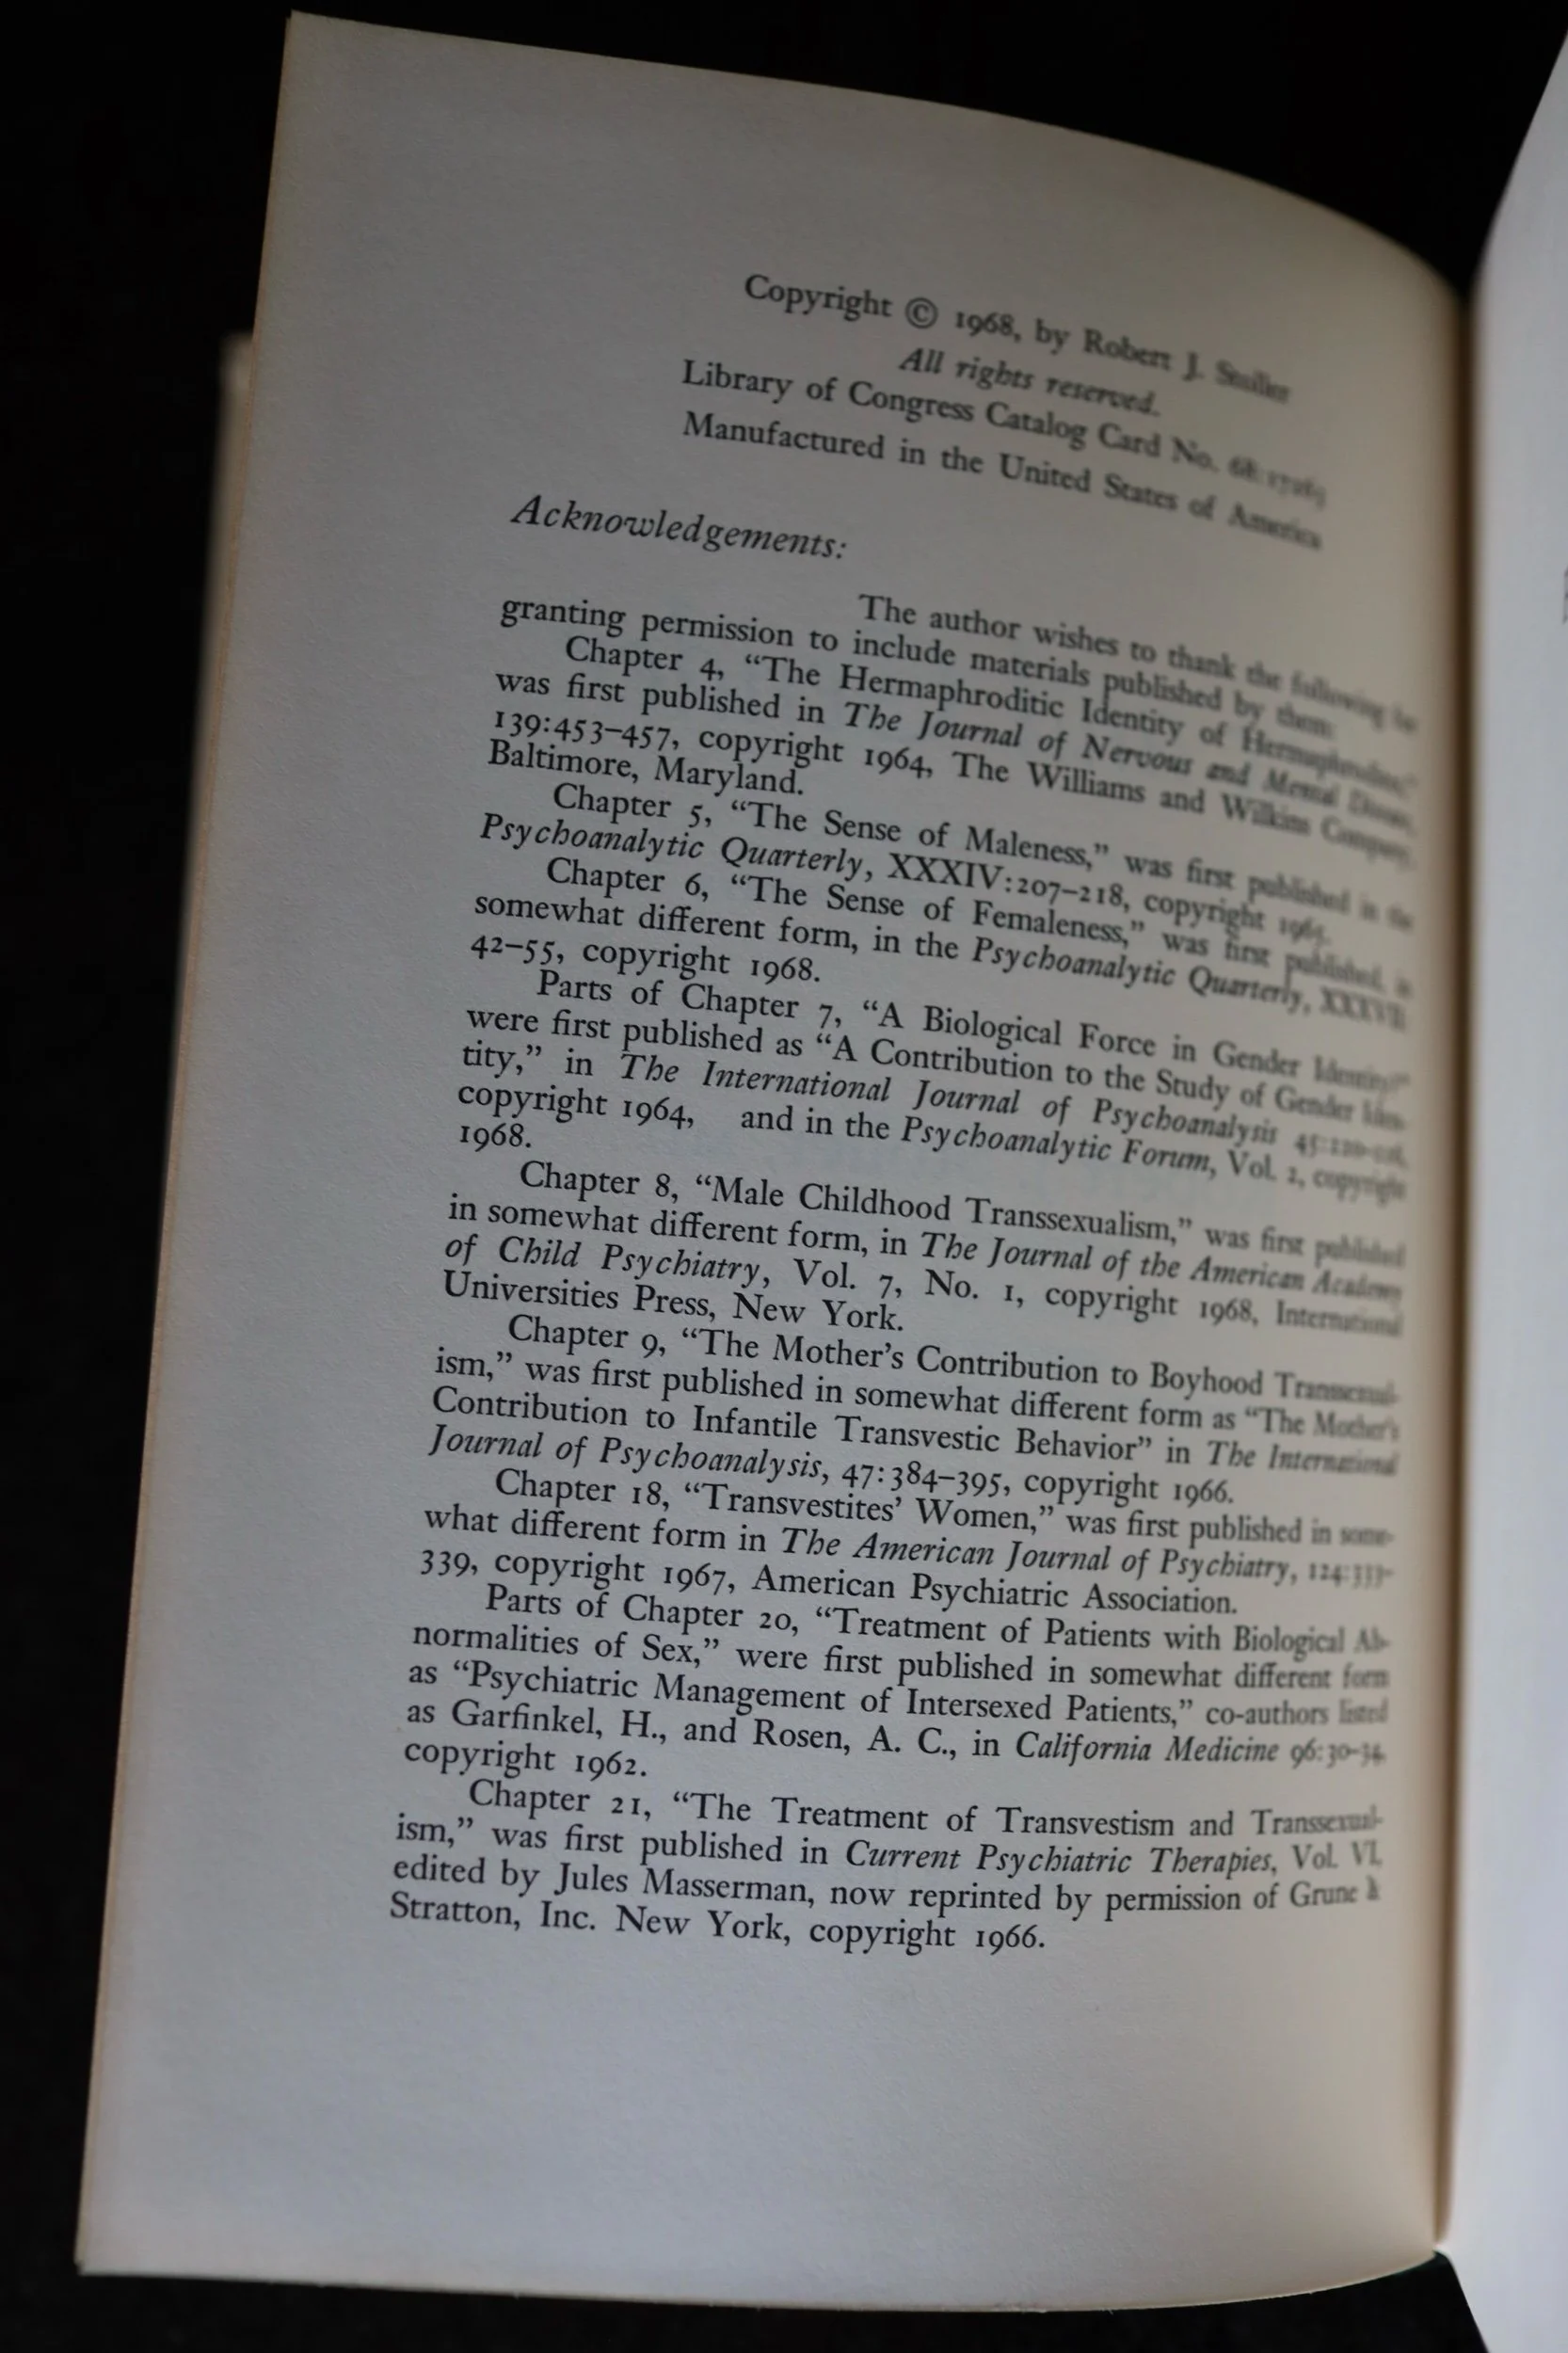 Copyright © 1968, by Robert J. Stoller
All rights reserved.
Library of Congress Catalog Card No.
Manufactured in the United States of America
Acknowledgements:
The author wishes to thank the following for
granting permission to include materials published by them:
Chapter 4, “The Hermaphroditic Identity of Hermaphrodites,”
was first published in The Journal of Nervous and Mental Disease,
139:453–457, copyright 1964, The Williams and Wilkins Company,
Baltimore, Maryland.
Chapter 5, “The Sense of Maleness,” was first published in the
Psychoanalytic Quarterly, XXXIV:207–218, copyright 1965.
Chapter 6, “The Sense of Femaleness,” was first published, in
somewhat different form, in the Psychoanalytic Quarterly,
42–55, copyright 1968.
Parts of Chapter 7, “A Biological Force in Gender Identity,”
were first published as “A Contribution to the Study of Gender Iden-
tity,” in The International Journal of Psychoanalysis
copyright 1964, and in the Psychoanalytic Forum, Vol. 2, copyright
1968.
Chapter 8, “Male Childhood Transsexualism,” was first published
in somewhat different form, in The Journal of the American Academy
of Child Psychiatry, Vol. 7, No. 1, copyright 1968, International
Universities Press, New York.
Chapter 9, “The Mother’s Contribution to Boyhood Transsexual-
ism,” was first published in somewhat different form as “The Mother’s
Contribution to Infantile Transvestic Behavior” in The International
Journal of Psychoanalysis, 47:384–395, copyright 1966.
Chapter 18, “Transvestites’ Women,” was first published in some-
what different form in The American Journal of Psychiatry, 124:333–
339, copyright 1967, American Psychiatric Association.
Parts of Chapter 20, “Treatment of Patients with Biological Ab-
normalities of Sex,” were first published in somewhat different form
as “Psychiatric Management of Intersexed Patients,” co-authors listed
as Garfinkel, H., and Rosen, A. C., in California Medicine 96:30–34,
copyright 1962.
Chapter 21, “The Treatment of Transvestism and Transsexual-
ism,” was first published in Current Psychiatric Therapies, Vol. VI,
edited by Jules Masserman, now reprinted by permission of Grune &
Stratton, Inc. New York, copyright 1966.